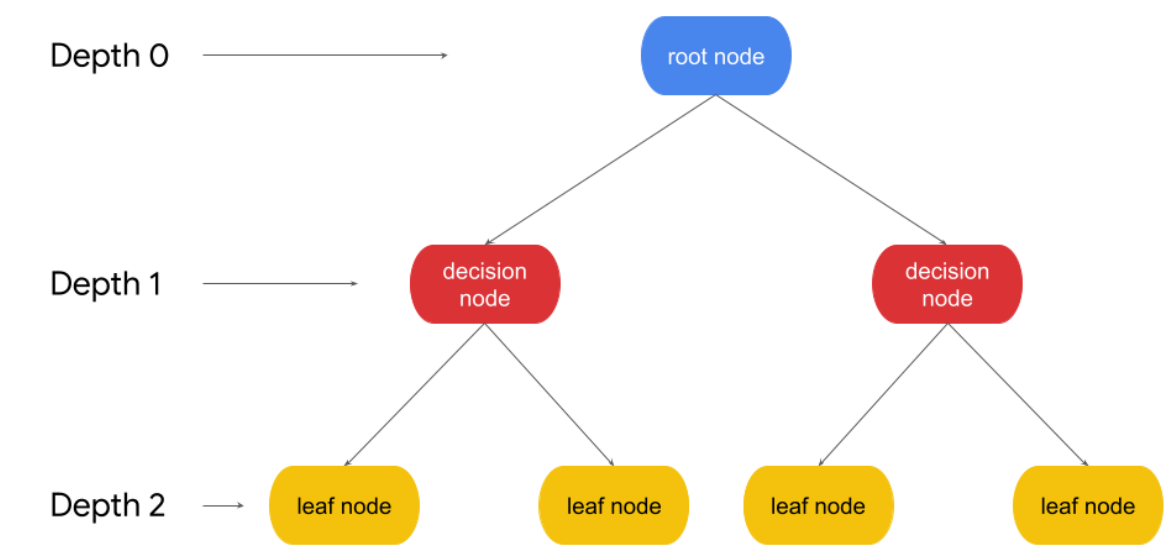 Depth 0
root node
Depth 1
decision
node
decision
node
Depth 2
leaf node
leaf node
leaf node
leaf node